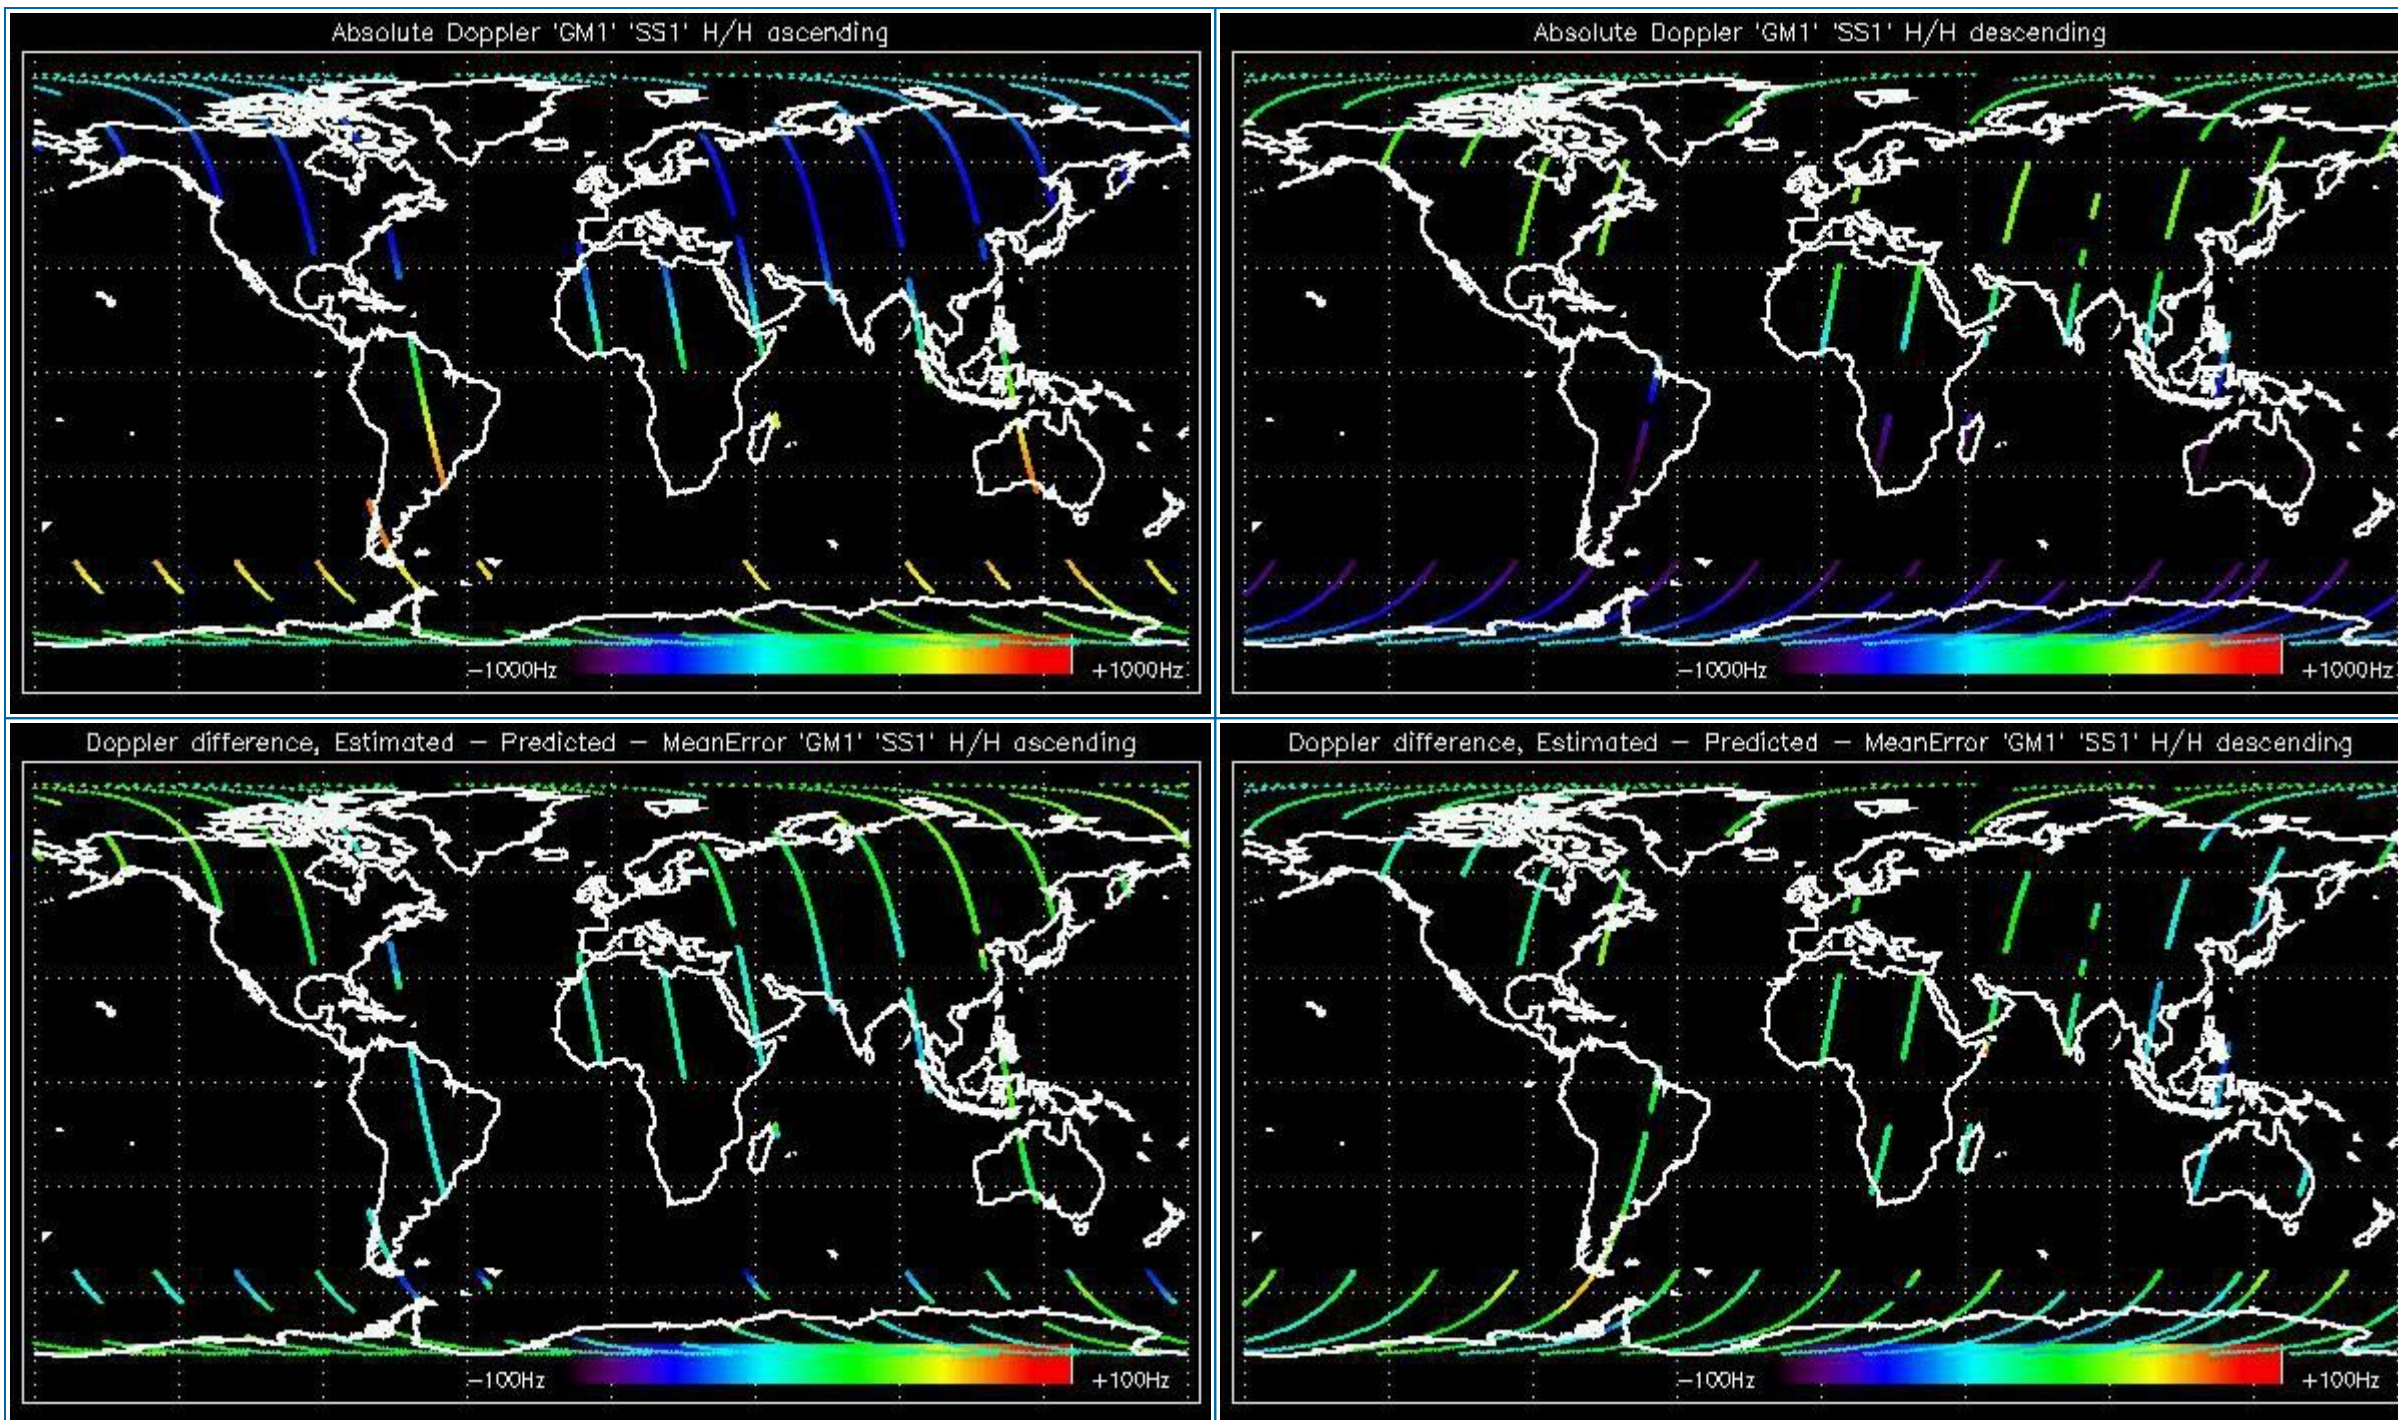 Absolute Doppler 'GM1' 'SS1' H/H ascending
-1000Hz
+1000Hz
Absolute Doppler 'GM1' 'SS1' H/H descending
-1000Hz
+1000Hz
Doppler difference, Estimated - Predicted - MeanError 'GM1' 'SS1' H/H ascending
-100Hz
+100Hz
Doppler difference, Estimated - Predicted - MeanError 'GM1' 'SS1' H/H descending
-100Hz
+100Hz